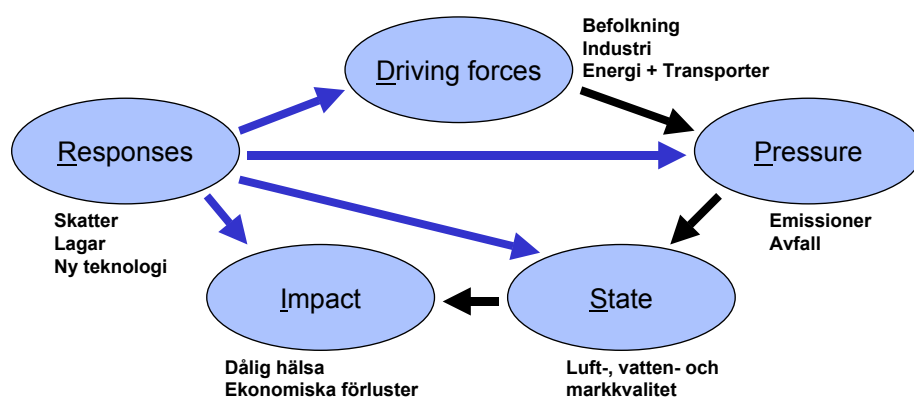 Befolkning
Industri
Energi + Transporter
Driving forces
Responses
Pressure
Skatter
Lagar
Ny teknologi
Emissioner
Avfall
Impact
State
Dålig hälsa
Ekonomiska förluster
Luft-, vatten- och
markkvalitet